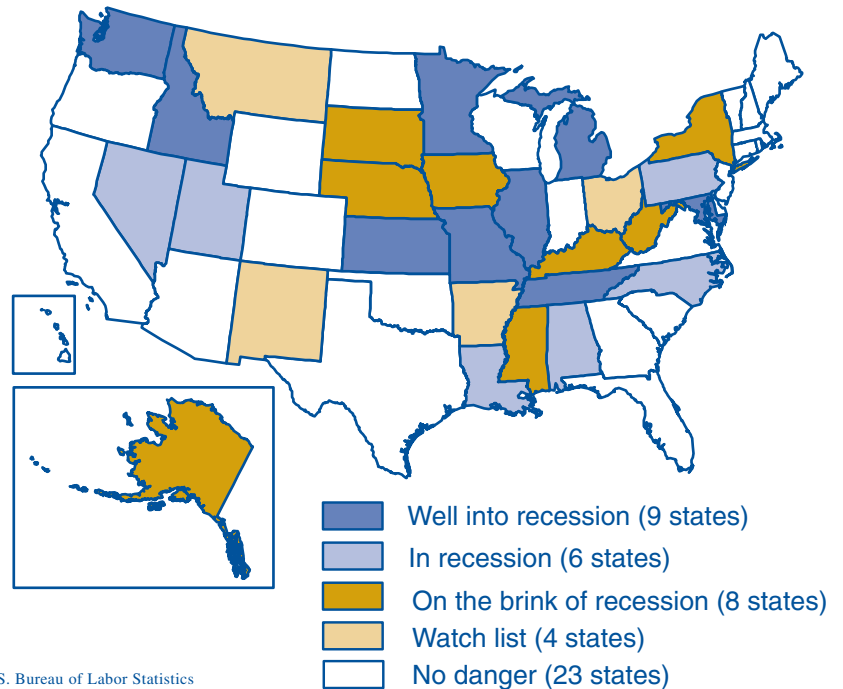 Well into recession (9 states)
In recession (6 states)
On the brink of recession (8 states)
Watch list (4 states)
No danger (23 states)
S. Bureau of Labor Statistics